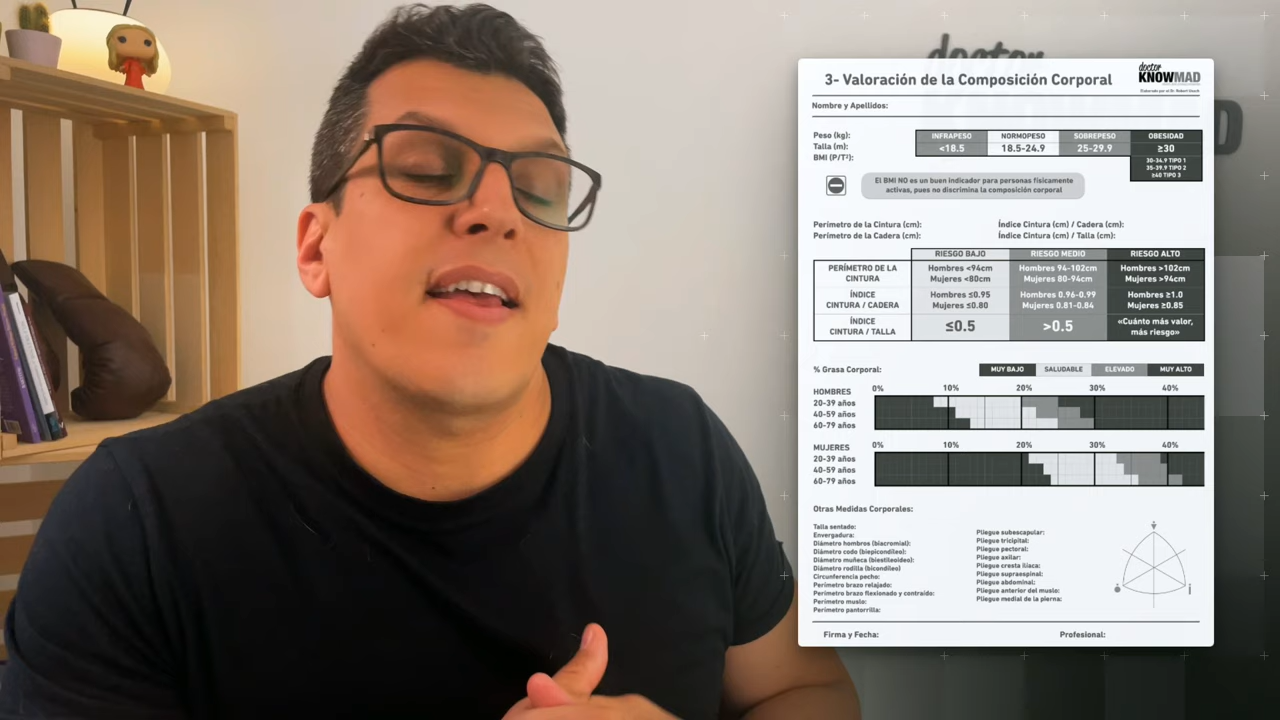 doctor
D
doctor
KNOWMAD
3- Valoración de la Composición Corporal
Nombre y Apellidos:
Peso (kg):
Talla (m):
BMI (P/T²):
INFRAPESO NORMOPESO SOBREPESO OBESIDAD
<18.5 18.5-24.9 25-29.9 ≥30
30-34.9 TIPO 1
35-39.9 TIPO 2
≥40 TIPO 3
El BMI NO es un buen indicador para personas físicamente
activas, pues no discrimina la composición corporal
Perímetro de la Cintura (cm): Índice Cintura (cm) / Cadera (cm):
Perímetro de la Cadera (cm): Índice Cintura (cm) / Talla (cm):
RIESGO BAJO RIESGO MEDIO RIESGO ALTO
PERÍMETRO DE LA Hombres <94cm Hombres 94-102cm Hombres >102cm
CINTURA Mujeres <80cm Mujeres 80-94cm Mujeres >94cm
ÍNDICE Hombres ≤0.95 Hombres 0.96-0.99 Hombres ≥1.0
CINTURA / CADERA Mujeres ≤0.80 Mujeres 0.81-0.84 Mujeres ≥0.85
ÍNDICE
CINTURA / TALLA ≤0.5 >0.5 «Cuánto más valor,
más riesgo»
% Grasa Corporal: MUY BAJO SALUDABLE ELEVADO MUY ALTO
HOMBRES 0% 10% 20% 30% 40%
20-39 años
40-59 años
60-79 años
MUJERES 0% 10% 20% 30% 40%
20-39 años
40-59 años
60-79 años
Otras Medidas Corporales:
Talla sentado:
Envergadura:
Diámetro hombros (biacromial):
Diámetro codo (biepicondíleo):
Diámetro muñeca (biestiloideo):
Diámetro rodilla (bicondíleo)
Circunferencia pecho:
Perímetro brazo relajado:
Perímetro brazo flexionado y contraído:
Perímetro muslo:
Perímetro pantorrilla:
Pliegue subescapular:
Pliegue tricipital:
Pliegue pectoral:
Pliegue axilar:
Pliegue cresta ilíaca:
Pliegue supraespinal:
Pliegue abdominal:
Pliegue anterior del muslo:
Pliegue medial de la pierna:
Firma y Fecha: Profesional: